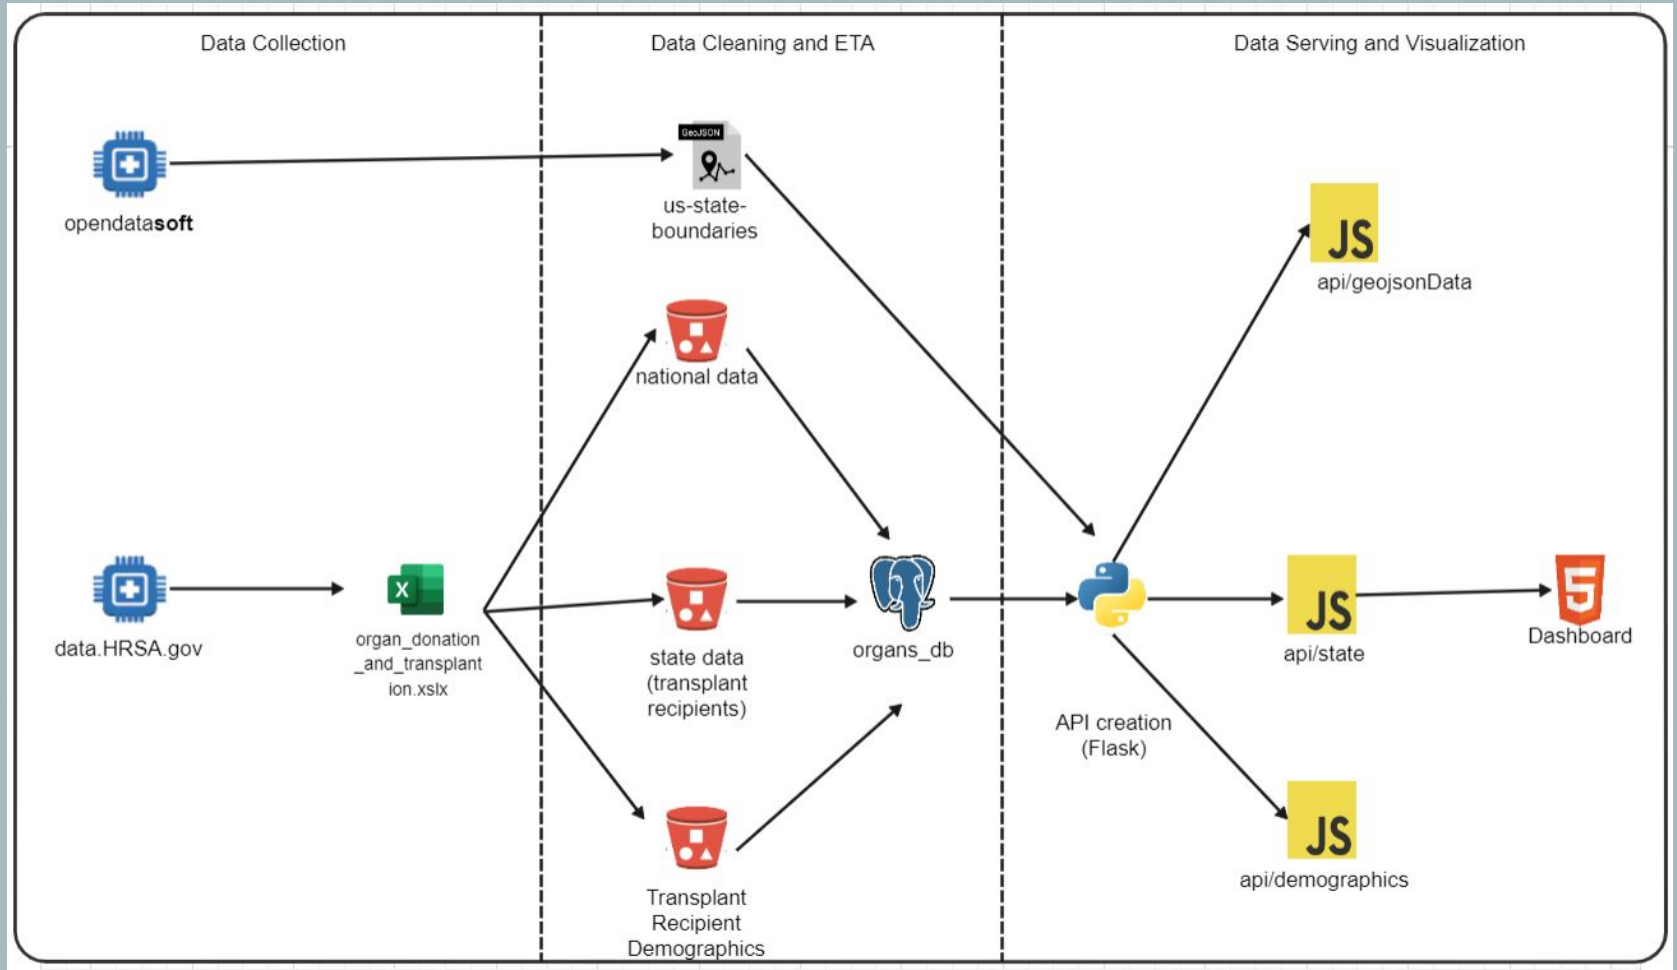 Data Collection
Data Cleaning and ETA
Data Serving and Visualization
opendatasoft
GeoJSON
us-state-
boundaries
JS
api/geojsonData
national data
data.HRSA.gov
X
organ_donation
_and_transplant
ion.xslx
state data
(transplant
recipients)
organs_db
API creation
(Flask)
JS
api/state
5
Dashboard
JS
api/demographics
Transplant
Recipient
Demographics